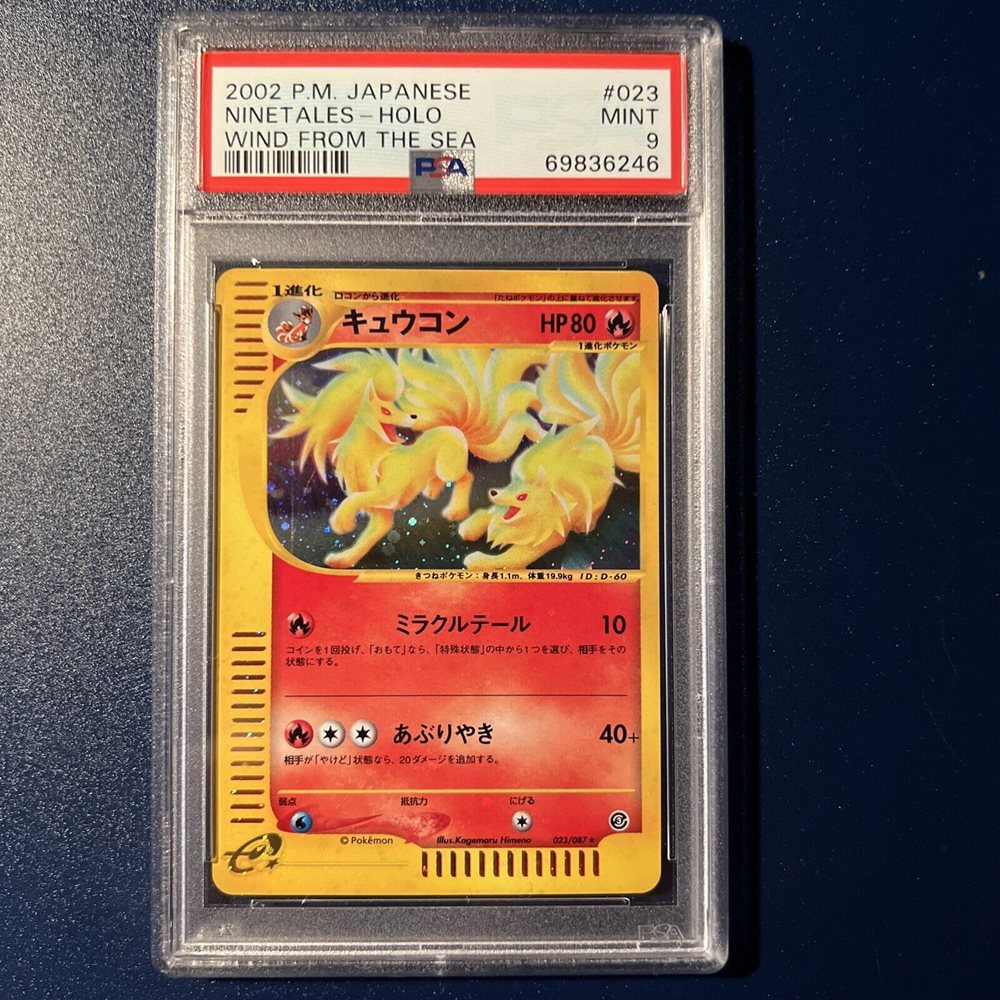 2002 P.M. JAPANESE #023
NINETALES - HOLO MINT
WIND FROM THE SEA 9
PSA 69836246
1進化 ロコンから進化 「たねポケモン」の上に重ねて進化させます。
キュウコン HP80
1進化ポケモン
きつねポケモン：身長1.1m、体重19.9kg ID:D-60
ミラクルテール 10
コインを1回投げ、「おもて」なら、「特殊状態」の中から1つを選び、相手をその
状態にする。
あぶりやき 40+
相手が「やけど」状態なら、20ダメージを追加する。
弱点 抵抗力 にげる
© Pokémon Illus.Kagemaru Himeno 023/087★
e
PSA